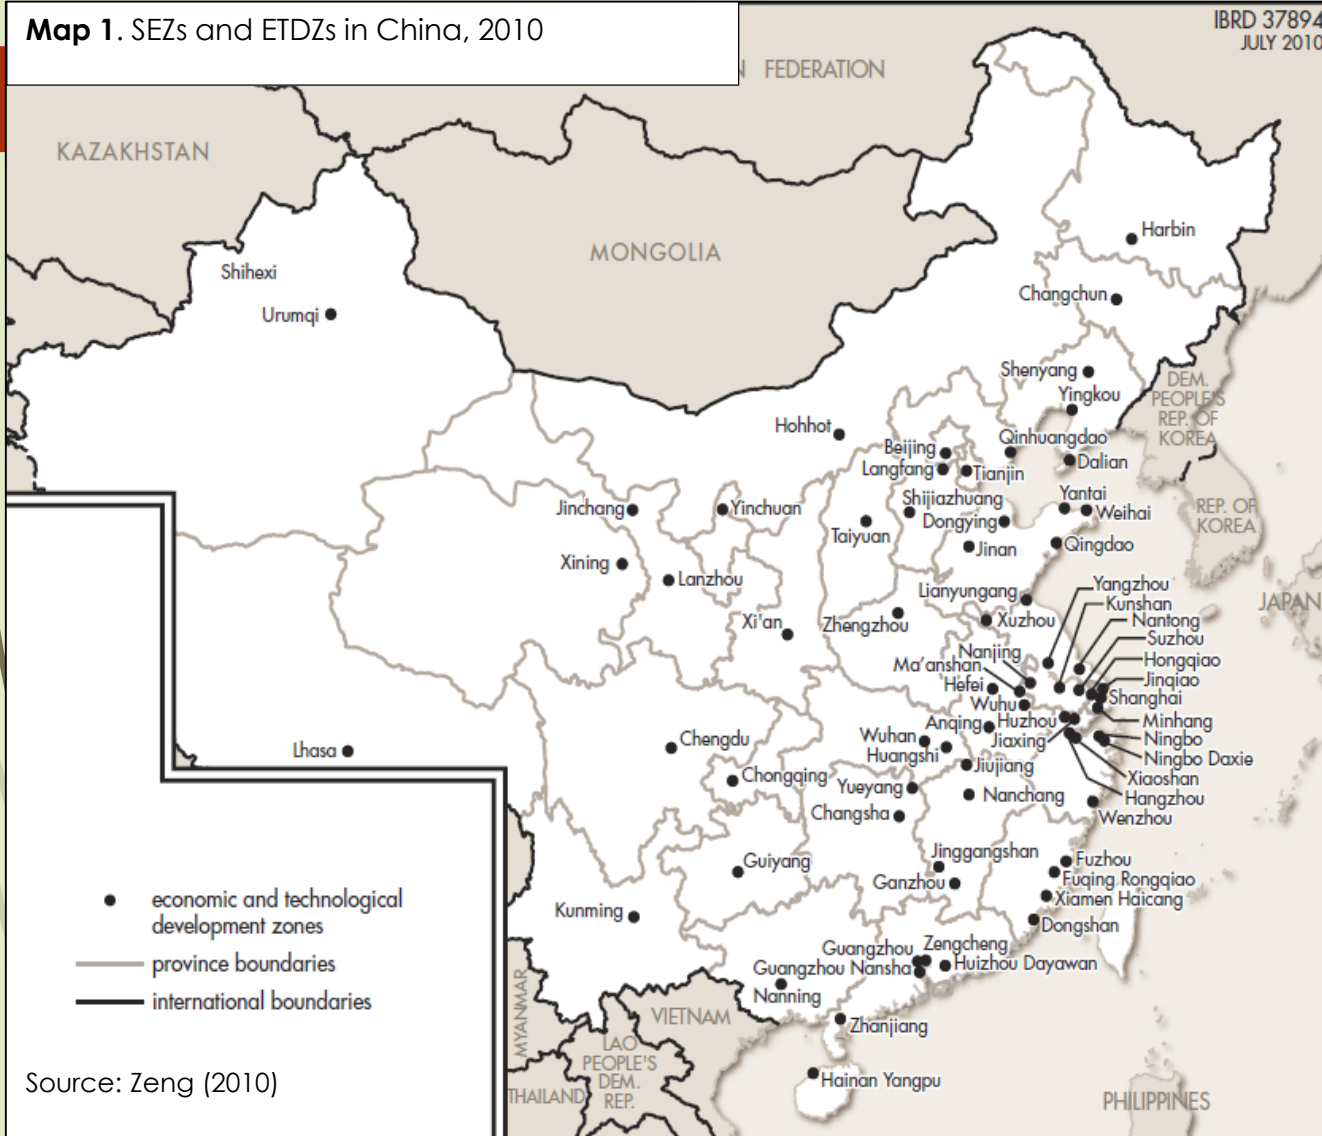 Map 1. SEZs and ETDZs in China, 2010
IBRD 37894
JULY 2010
FEDERATION
KAZAKHSTAN
MONGOLIA
Harbin
Shihexi
Changchun
Urumqi
Shenyang
DEM.
PEOPLE'S
REP. OF
KOREA
Yingkou
Hohhot
Qinhuangdao
Beijing
Dalian
Langfang
Tianjin
Shijiazhuang
Yantai
Jinchang
Yinchuan
Weihai
REP. OF
KOREA
Dongying
Taiyuan
Jinan
Qingdao
Xining
Lanzhou
Yangzhou
Lianyungang
Kunshan
JAPAN
Xi'an
Zhengzhou
Xuzhou
Nantong
Suzhou
Nanjing
Hongqiao
Ma'anshan
Jinqiao
Hefei
Shanghai
Wuhu
Anqing
Huzhou
Minhang
Wuhan
Jiaxing
Ningbo
Chengdu
Lhasa
Huangshi
Ningbo Daxie
Jiujiang
Xiaoshan
Chongqing
Yueyang
Nanchang
Hangzhou
Changsha
Wenzhou
Jinggangshan
Guiyang
Fuzhou
Ganzhou
Fuqing Rongqiao
Xiamen Haicang
Kunming
Dongshan
Guangzhou
Zengcheng
Guangzhou Nansha
Huizhou Dayawan
Nanning
MYANMAR
VIETNAM
Zhanjiang
LAO
PEOPLE'S
DEM.
REP.
THAILAND
Hainan Yangpu
PHILIPPINES
economic and technological
development zones
province boundaries
international boundaries
Source: Zeng (2010)